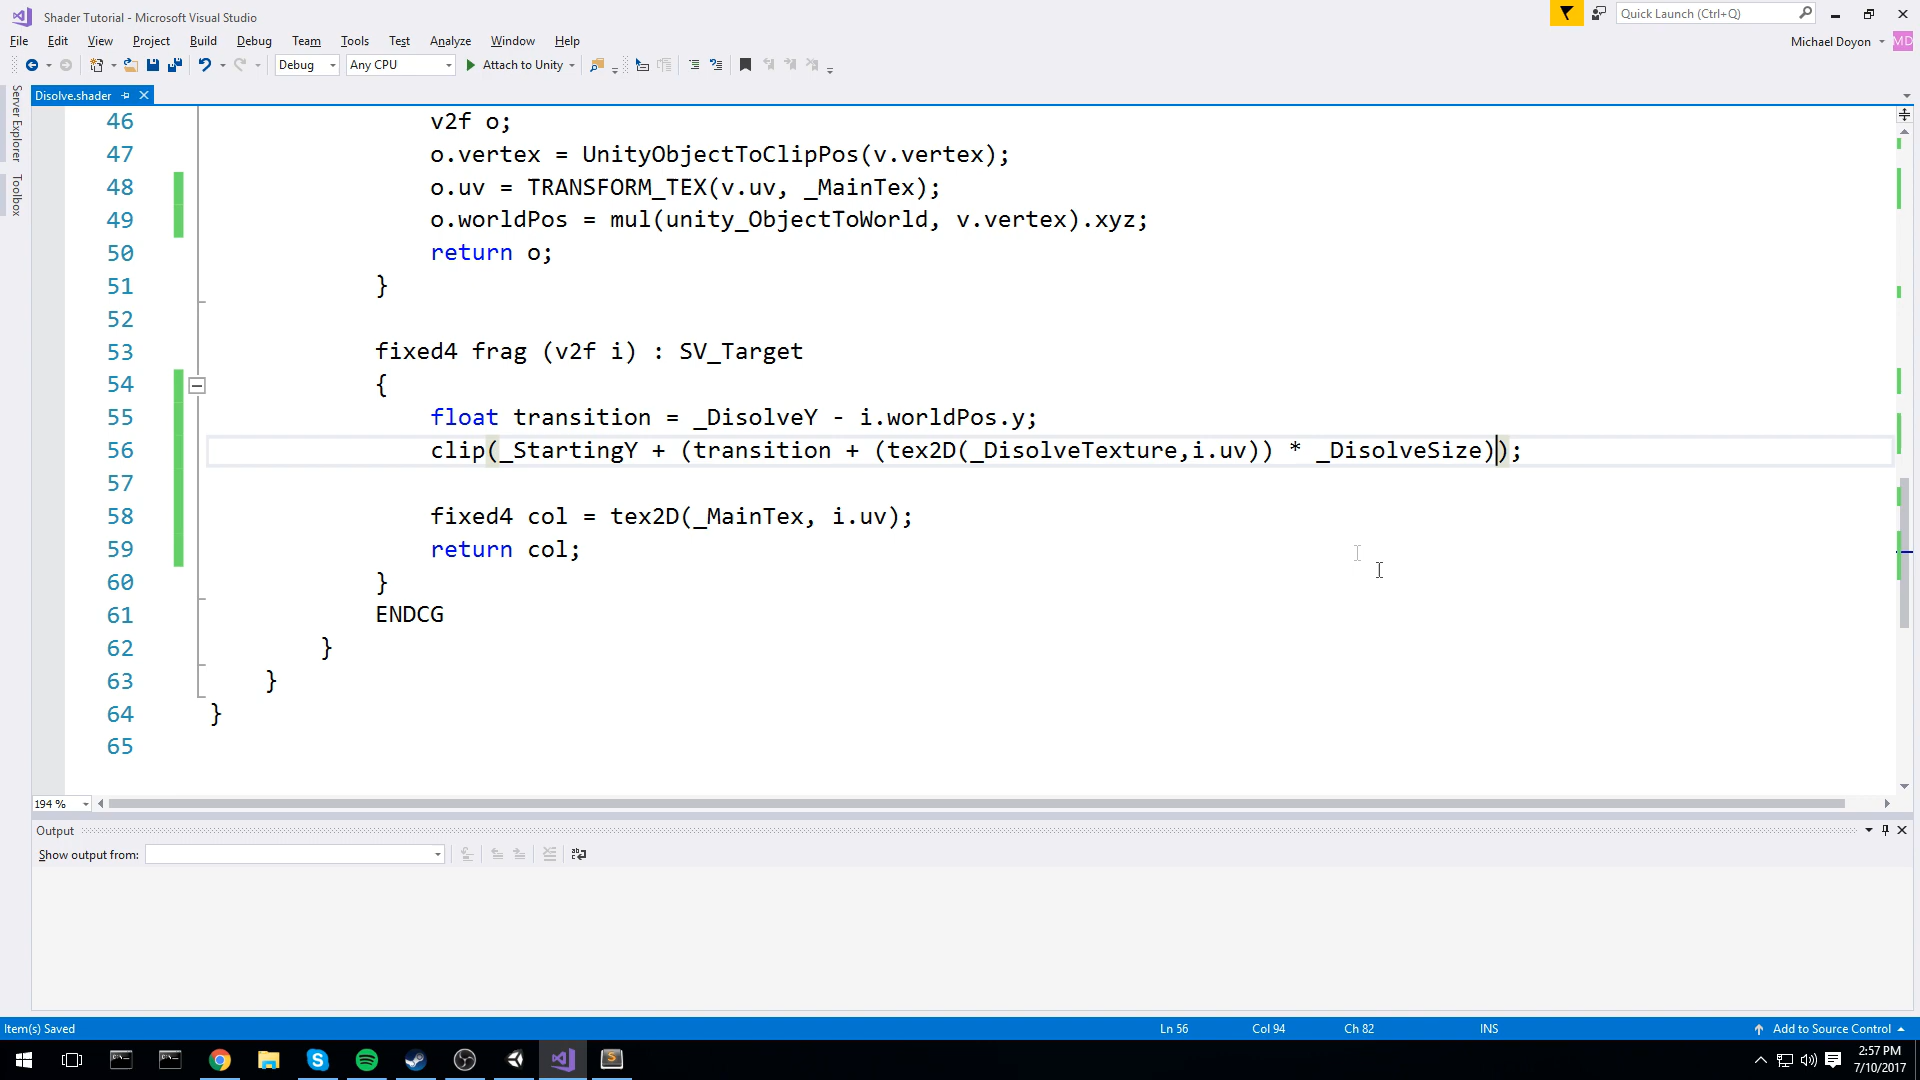 Shader Tutorial - Microsoft Visual Studio
Quick Launch (Ctrl+Q)
File Edit View Project Build Debug Team Tools Test Analyze Window Help
Michael Doyon
MD
Debug
Any CPU
Attach to Unity
Server Explorer
Toolbox
Disolve.shader
46 v2f o;
47 o.vertex = UnityObjectToClipPos(v.vertex);
48 o.uv = TRANSFORM_TEX(v.uv, _MainTex);
49 o.worldPos = mul(unity_ObjectToWorld, v.vertex).xyz;
50 return o;
51 }
52
53 fixed4 frag (v2f i) : SV_Target
54 {
55 float transition = _DisolveY - i.worldPos.y;
56 clip(_StartingY + (transition + (tex2D(_DisolveTexture,i.uv)) * _DisolveSize));
57
58 fixed4 col = tex2D(_MainTex, i.uv);
59 return col;
60 }
61 ENDCG
62 }
63 }
64 }
65
194 %
Output
Show output from:
Item(s) Saved
Ln 56
Col 94
Ch 82
INS
Add to Source Control
2:57 PM
7/10/2017